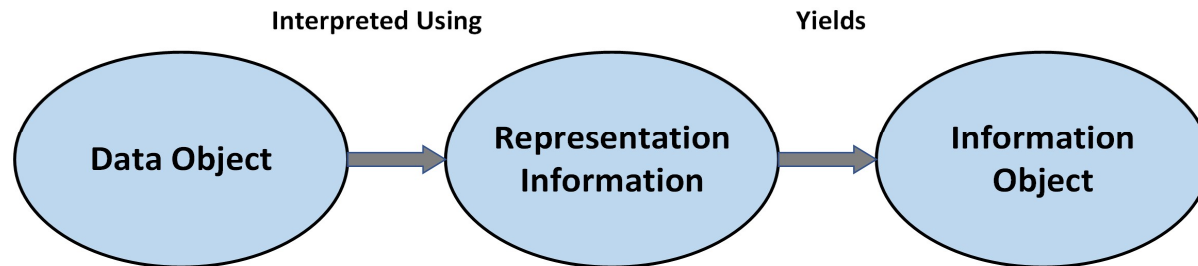 Interpreted Using
Yields
Data Object
Representation
Information
Information
Object